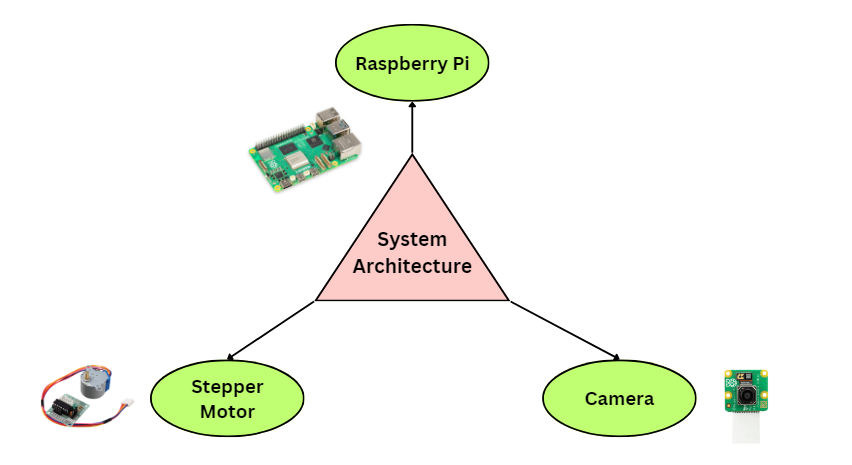 Raspberry Pi
System
Architecture
Stepper
Motor
Camera